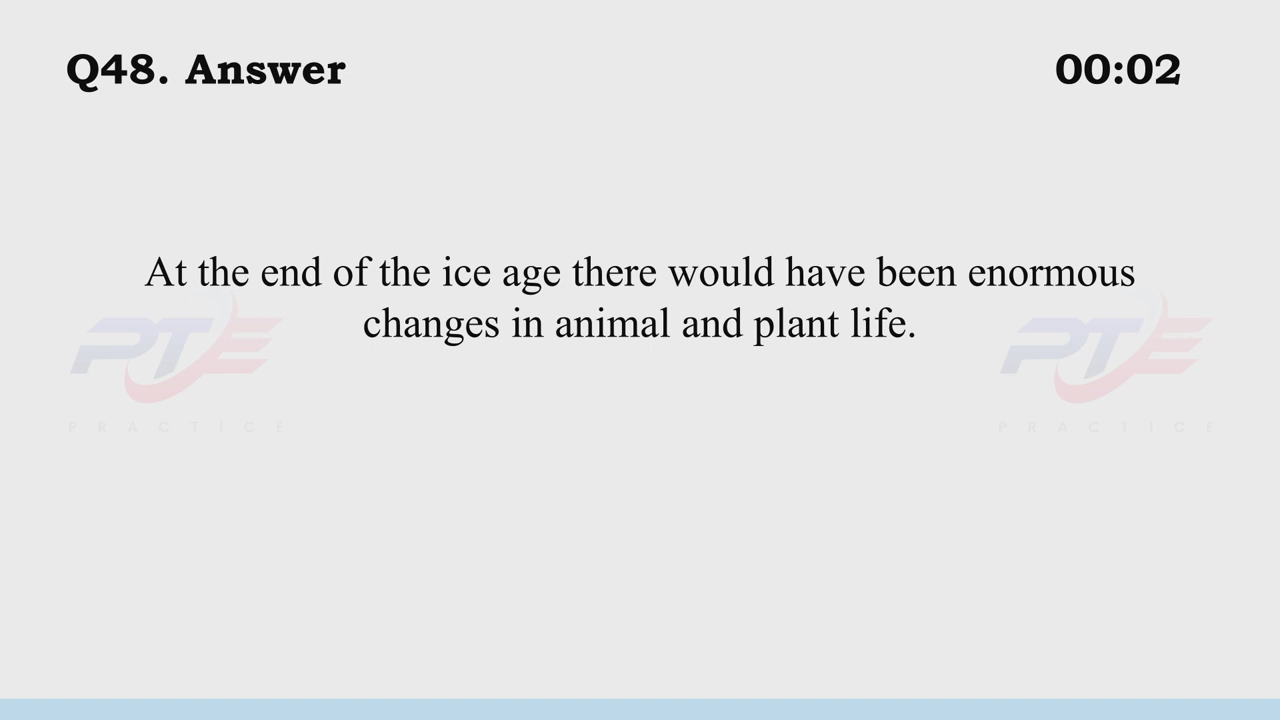 Q48. Answer
00:02
At the end of the ice age there would have been enormous
changes in animal and plant life.
PTE
PRACTICE
PTE
PRACTICE